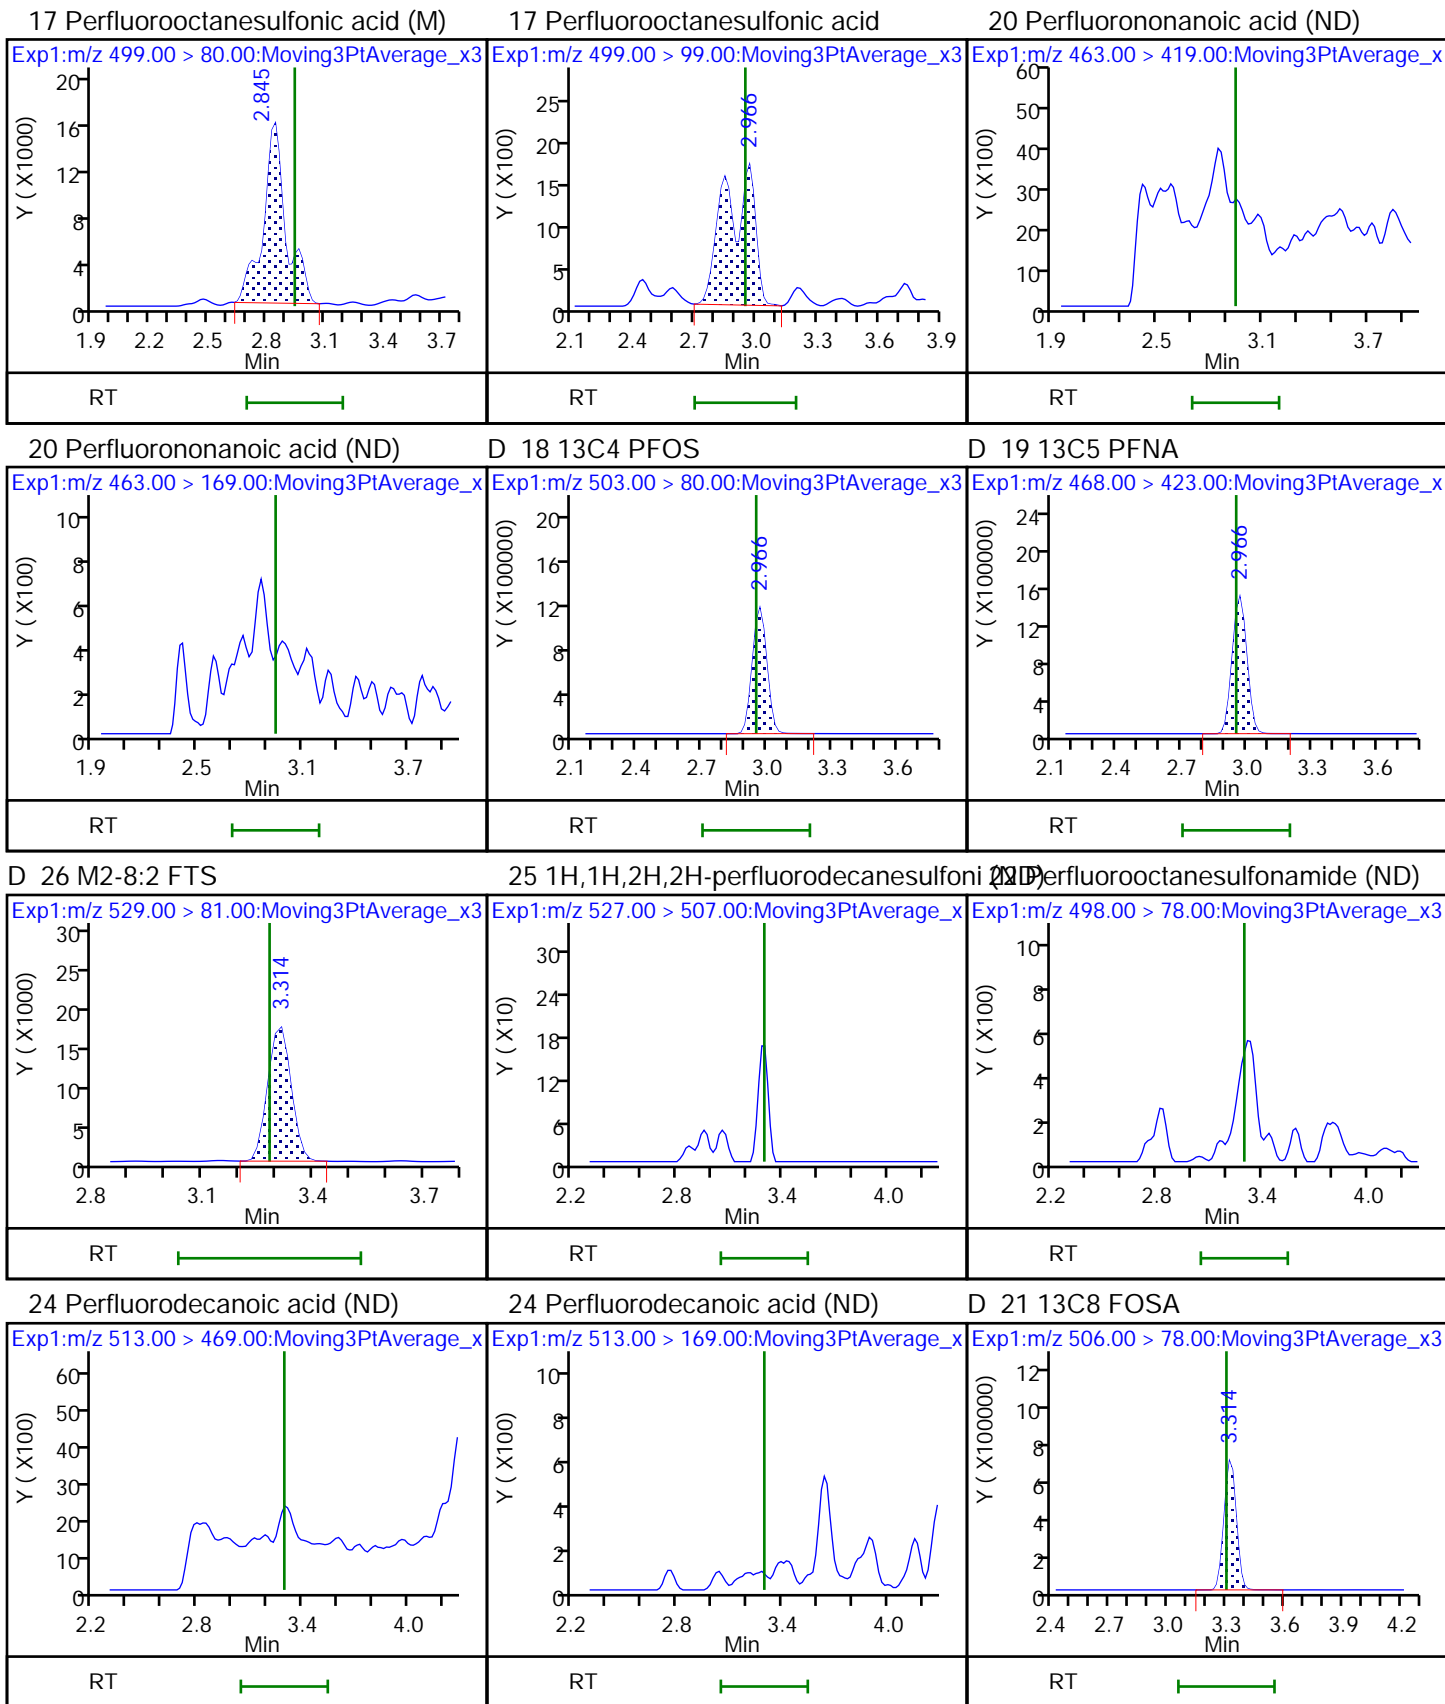 17 Perfluorooctanesulfonic acid (M)
Exp1:m/z 499.00 > 80.00:Moving3PtAverage_x3
Y ( X1000)
20
16
12
8
4
0
2.845
1.9 2.2 2.5 2.8 3.1 3.4 3.7
Min
RT
17 Perfluorooctanesulfonic acid
Exp1:m/z 499.00 > 99.00:Moving3PtAverage_x3
Y ( X100)
25
20
15
10
5
0
2.966
2.1 2.4 2.7 3.0 3.3 3.6 3.9
Min
RT
20 Perfluorononanoic acid (ND)
Exp1:m/z 463.00 > 419.00:Moving3PtAverage_x
Y ( X100)
60
50
40
30
20
10
0
1.9 2.5 3.1 3.7
Min
RT
20 Perfluorononanoic acid (ND)
Exp1:m/z 463.00 > 169.00:Moving3PtAverage_x
Y ( X100)
10
8
6
4
2
0
1.9 2.5 3.1 3.7
Min
RT
D 18 13C4 PFOS
Exp1:m/z 503.00 > 80.00:Moving3PtAverage_x3
Y ( X100000)
20
16
12
8
4
0
2.966
2.1 2.4 2.7 3.0 3.3 3.6
Min
RT
D 19 13C5 PFNA
Exp1:m/z 468.00 > 423.00:Moving3PtAverage_x
Y ( X100000)
24
20
16
12
8
4
0
2.966
2.1 2.4 2.7 3.0 3.3 3.6
Min
RT
D 26 M2-8:2 FTS
Exp1:m/z 529.00 > 81.00:Moving3PtAverage_x3
Y ( X1000)
30
25
20
15
10
5
0
3.314
2.8 3.1 3.4 3.7
Min
RT
25 1H,1H,2H,2H-perfluorodecanesulfoni (ND)
Exp1:m/z 527.00 > 507.00:Moving3PtAverage_x
Y ( X10)
30
24
18
12
6
0
2.2 2.8 3.4 4.0
Min
RT
22 Perfluorooctanesulfonamide (ND)
Exp1:m/z 498.00 > 78.00:Moving3PtAverage_x3
Y ( X100)
10
8
6
4
2
0
2.2 2.8 3.4 4.0
Min
RT
24 Perfluorodecanoic acid (ND)
Exp1:m/z 513.00 > 469.00:Moving3PtAverage_x
Y ( X100)
60
50
40
30
20
10
0
2.2 2.8 3.4 4.0
Min
RT
24 Perfluorodecanoic acid (ND)
Exp1:m/z 513.00 > 169.00:Moving3PtAverage_x
Y ( X100)
10
8
6
4
2
0
2.2 2.8 3.4 4.0
Min
RT
D 21 13C8 FOSA
Exp1:m/z 506.00 > 78.00:Moving3PtAverage_x3
Y ( X100000)
12
10
8
6
4
2
0
3.314
2.4 2.7 3.0 3.3 3.6 3.9 4.2
Min
RT